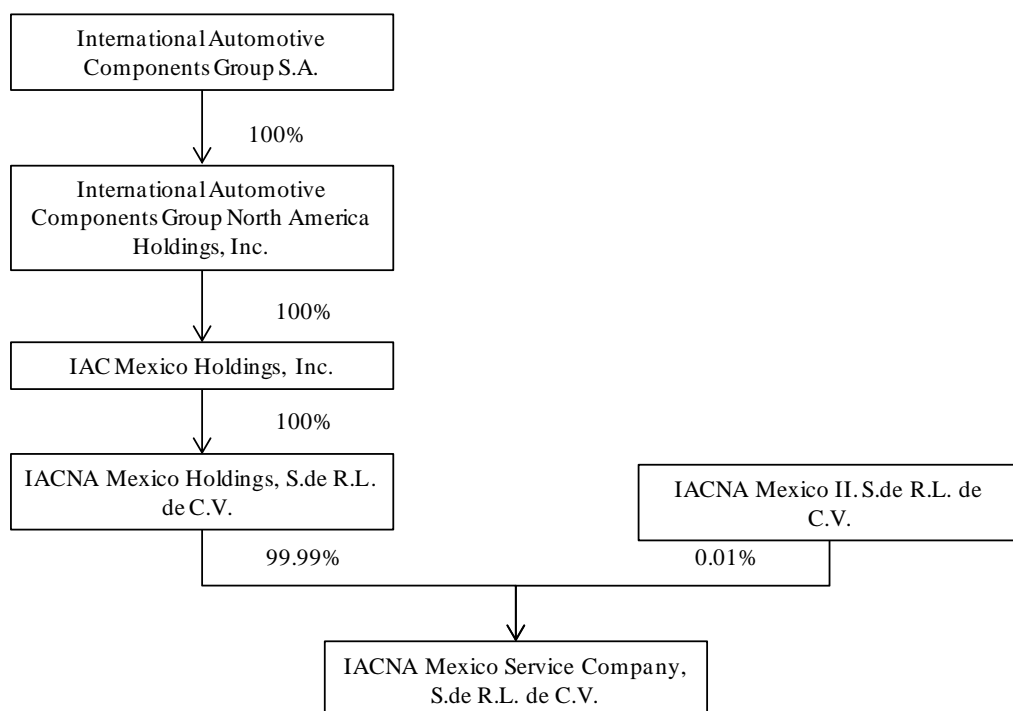 International Automotive
Components Group S.A.
100%
International Automotive
Components Group North America
Holdings, Inc.
100%
IAC Mexico Holdings, Inc.
100%
IACNA Mexico Holdings, S.de R.L.
de C.V.
IACNA Mexico II. S.de R.L. de
C.V.
99.99%
0.01%
IACNA Mexico Service Company,
S.de R.L. de C.V.